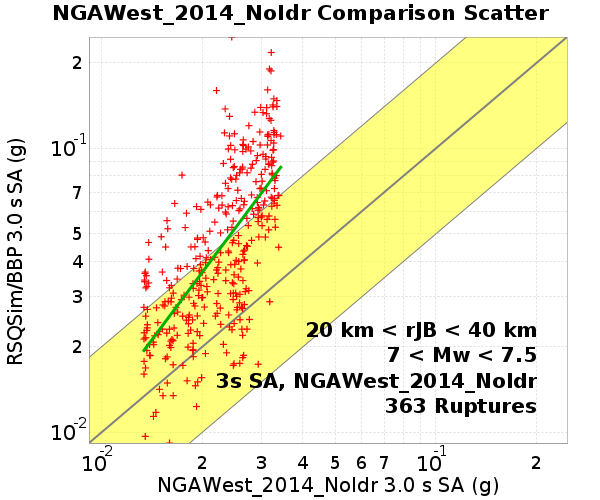 NGAWest_2014_NoIdr Comparison Scatter
RSQSim/BBP 3.0 s SA (g)
2
10-1
7
5
4
3
2
10-2
20 km < rJB < 40 km
7 < Mw < 7.5
3s SA, NGAWest_2014_NoIdr
363 Ruptures
10-2 2 3 4 5 6 7 10-1 2
NGAWest_2014_NoIdr 3.0 s SA (g)